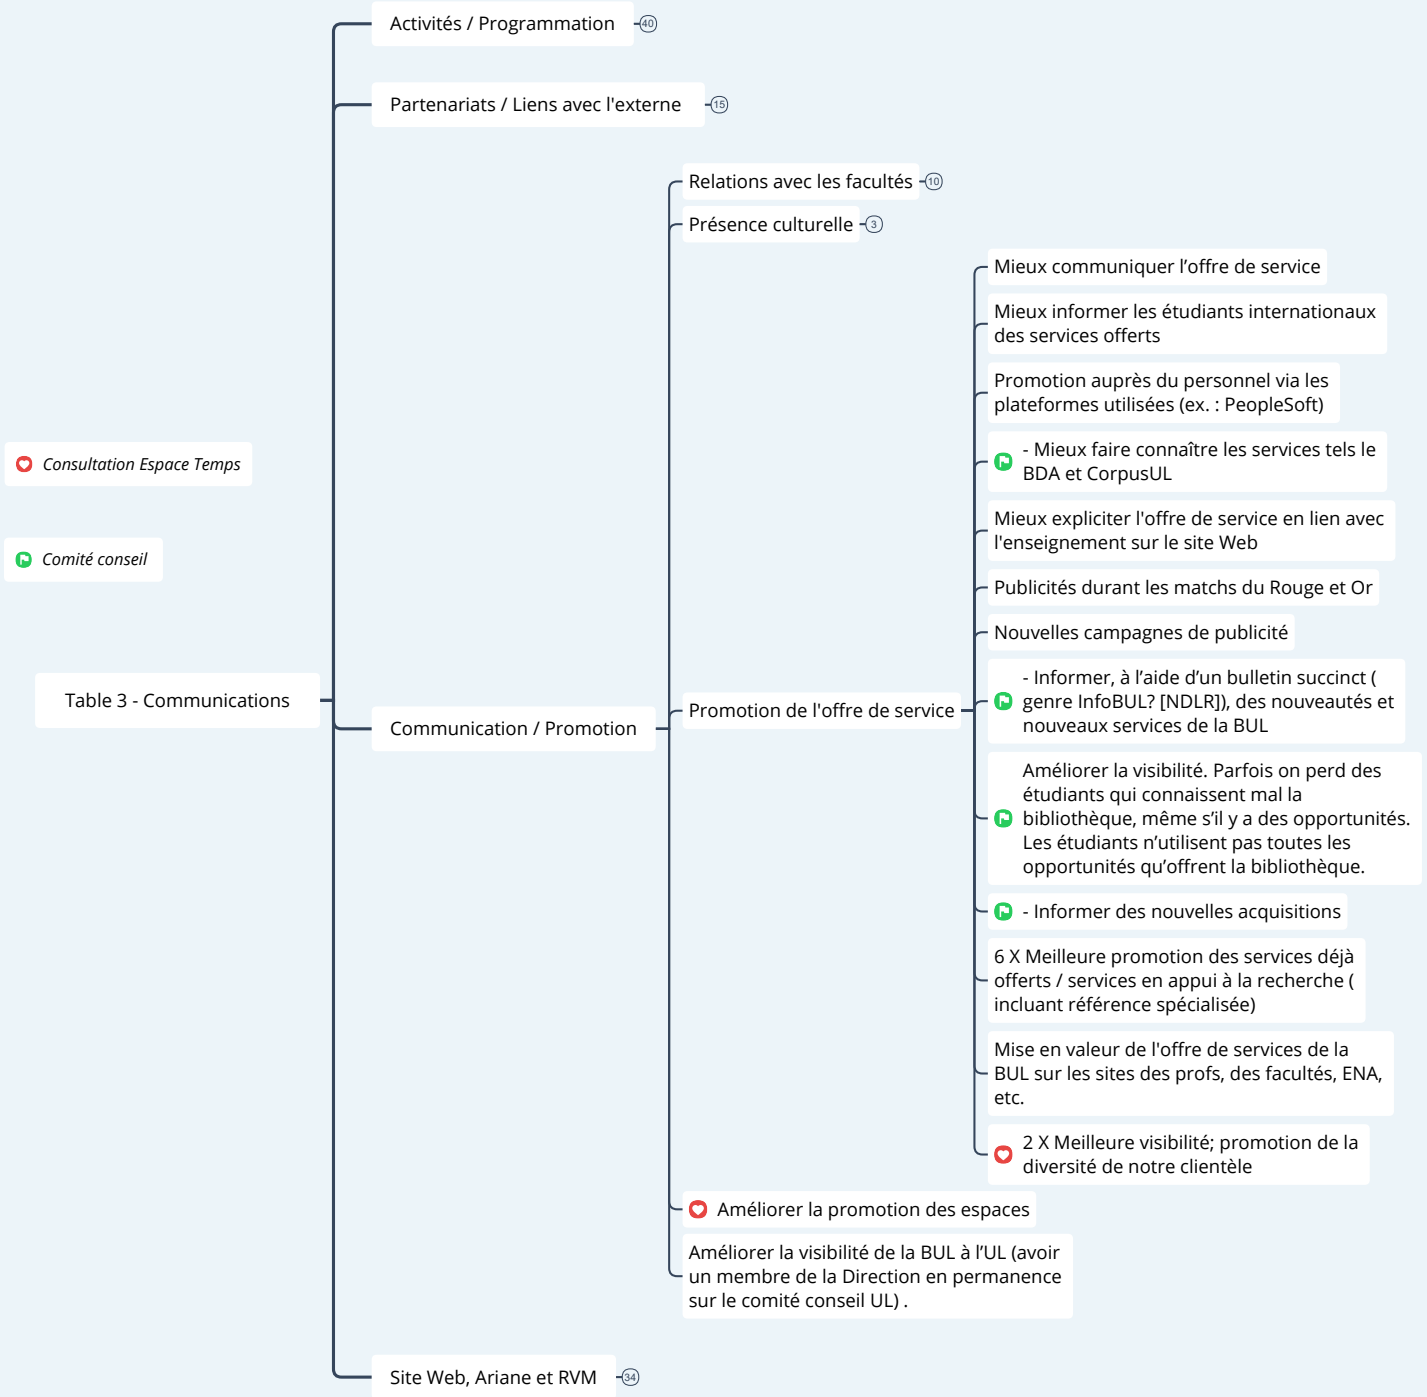 Activités / Programmation
40
Partenariats / Liens avec l'externe
15
Relations avec les facultés
10
Présence culturelle
3
Mieux communiquer l’offre de service
Mieux informer les étudiants internationaux
des services offerts
Promotion auprès du personnel via les
plateformes utilisées (ex. : PeopleSoft)
- Mieux faire connaître les services tels le
BDA et CorpusUL
Mieux expliciter l'offre de service en lien avec
l'enseignement sur le site Web
Publicités durant les matchs du Rouge et Or
Nouvelles campagnes de publicité
- Informer, à l’aide d’un bulletin succinct (
genre InfoBUL? [NDLR]), des nouveautés et
nouveaux services de la BUL
Améliorer la visibilité. Parfois on perd des
étudiants qui connaissent mal la
bibliothèque, même s’il y a des opportunités.
Les étudiants n’utilisent pas toutes les
opportunités qu’offrent la bibliothèque.
- Informer des nouvelles acquisitions
6 X Meilleure promotion des services déjà
offerts / services en appui à la recherche (
incluant référence spécialisée)
Mise en valeur de l'offre de services de la
BUL sur les sites des profs, des facultés, ENA,
etc.
2 X Meilleure visibilité; promotion de la
diversité de notre clientèle
Consultation Espace Temps
Comité conseil
Table 3 - Communications
Communication / Promotion
Promotion de l'offre de service
Améliorer la promotion des espaces
Améliorer la visibilité de la BUL à l’UL (avoir
un membre de la Direction en permanence
sur le comité conseil UL) .
Site Web, Ariane et RVM
34